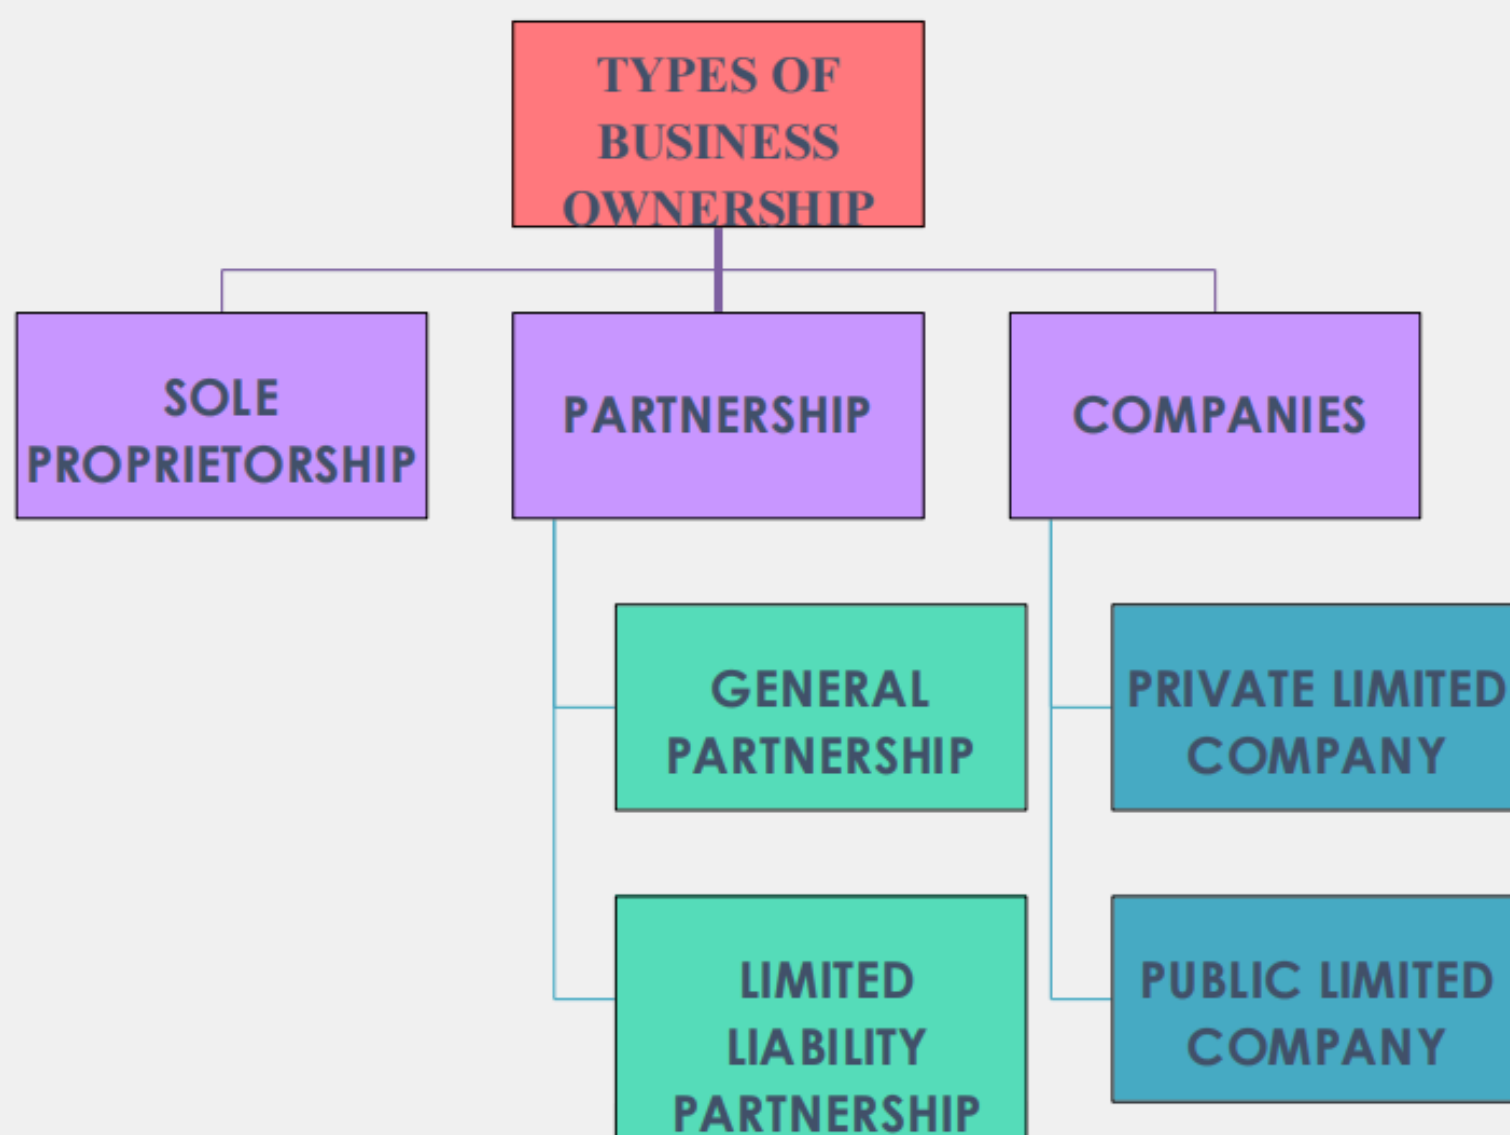 TYPES OF
BUSINESS
OWNERSHIP
SOLE
PROPRIETORSHIP
PARTNERSHIP
COMPANIES
GENERAL
PARTNERSHIP
PRIVATE LIMITED
COMPANY
LIMITED
LIABILITY
PARTNERSHIP
PUBLIC LIMITED
COMPANY